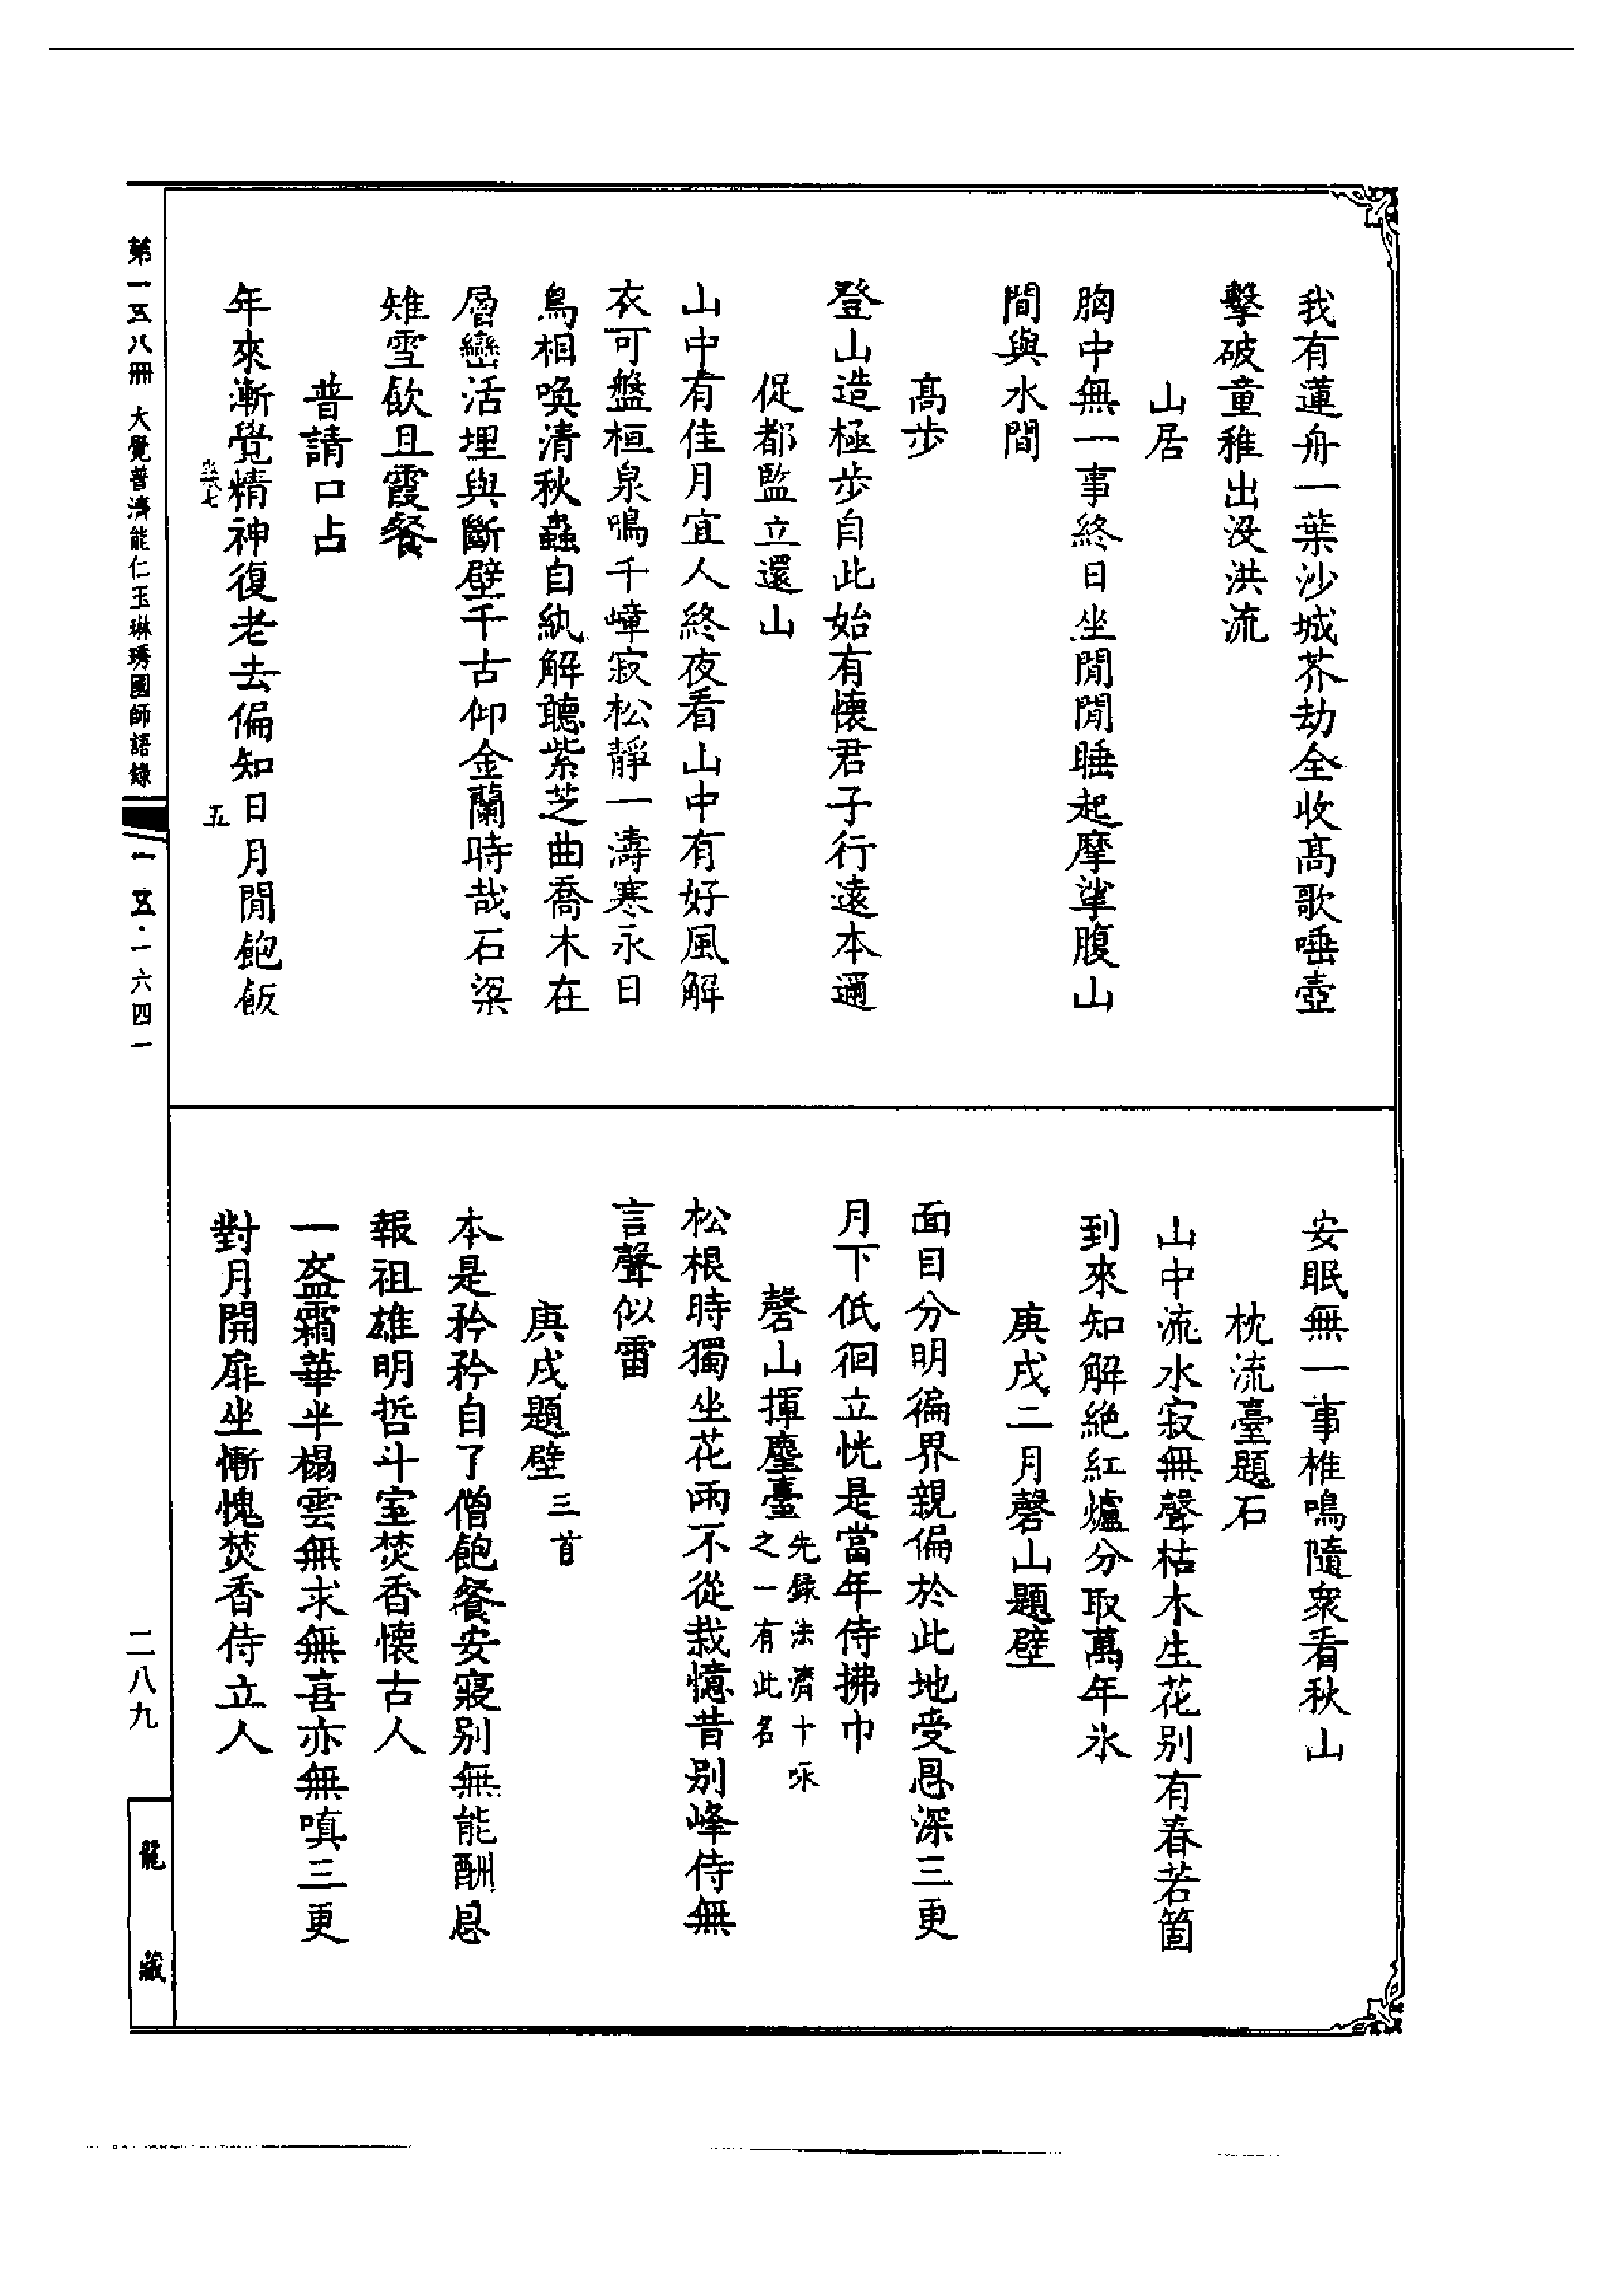 我有蓮舟一葉沙城芥劫全收高歌唾壺
擊破童稚出没洪流
山居
胸中無一事終日坐閒閒睡起摩挲腹山
間與水間
高步
登山造極步自此始有懷君子行遠本邇
促都監立還山
山中有佳月宜人終夜看山中有好風解
衣可盤桓泉鳴千嶂寂松靜一濤寒永日
鳥相喚清秋蟲自紈解聽紫芝曲喬木在
層巒活埋與斷壁千古仰金蘭時哉石梁
雉雪飲且霞餐
普請口占
年來漸覺精神復老去偏知日月閒飽飯
安眠無一事椎鳴隨衆看秋山
枕流臺題石
山中流水寂無聲枯木生花别有春若箇
到來知解絶紅爐分取萬年氷
庚戌二月磬山題壁
面目分明徧界親偏於此地受恩深三更
月下低徊立恍是當年侍拂巾
磬山揮塵臺先録法濟十咏之一有此名
松根時獨坐花雨不從栽憶昔别峰侍無
言聲似雷
庚戌題壁三首
本是矜矜自了僧飽餐安寢别無能酬恩
報祖雄明哲斗室焚香懷古人
一盋霜華半榻雲無求無喜亦無嗔三更
對月開扉坐慚愧焚香侍立人
第一五八冊 大覺普濟能仁玉琳琇國師語錄
一五·一六四一
二八九
龍藏
五